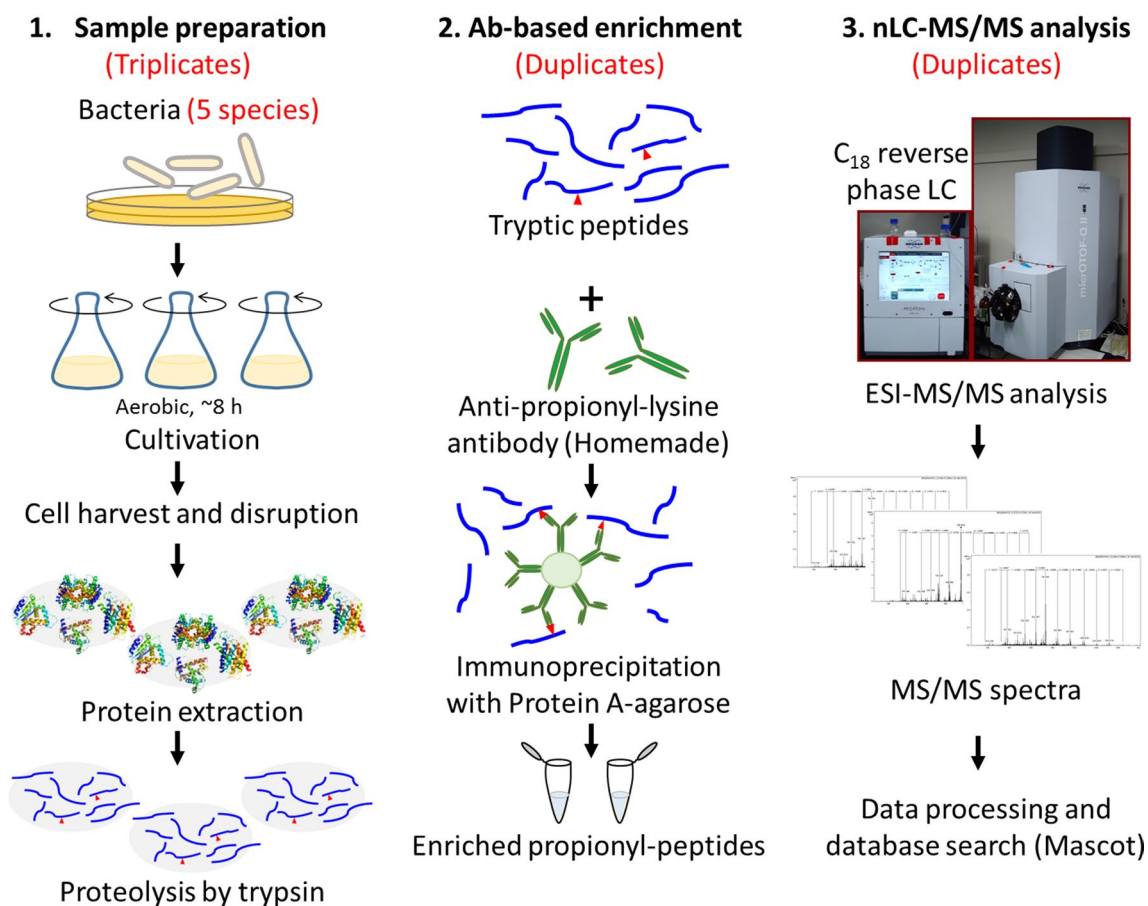 1. Sample preparation
(Triplicates)
Bacteria (5 species)
Aerobic, ~8 h
Cultivation
Cell harvest and disruption
Protein extraction
Proteolysis by trypsin
2. Ab-based enrichment
(Duplicates)
Tryptic peptides
+
Anti-propionyl-lysine
antibody (Homemade)
Immunoprecipitation
with Protein A-agarose
Enriched propionyl-peptides
3. nLC-MS/MS analysis
(Duplicates)
C₁₈ reverse
phase LC
micrOTOF-Q II
ESI-MS/MS analysis
MS/MS spectra
Data processing and
database search (Mascot)